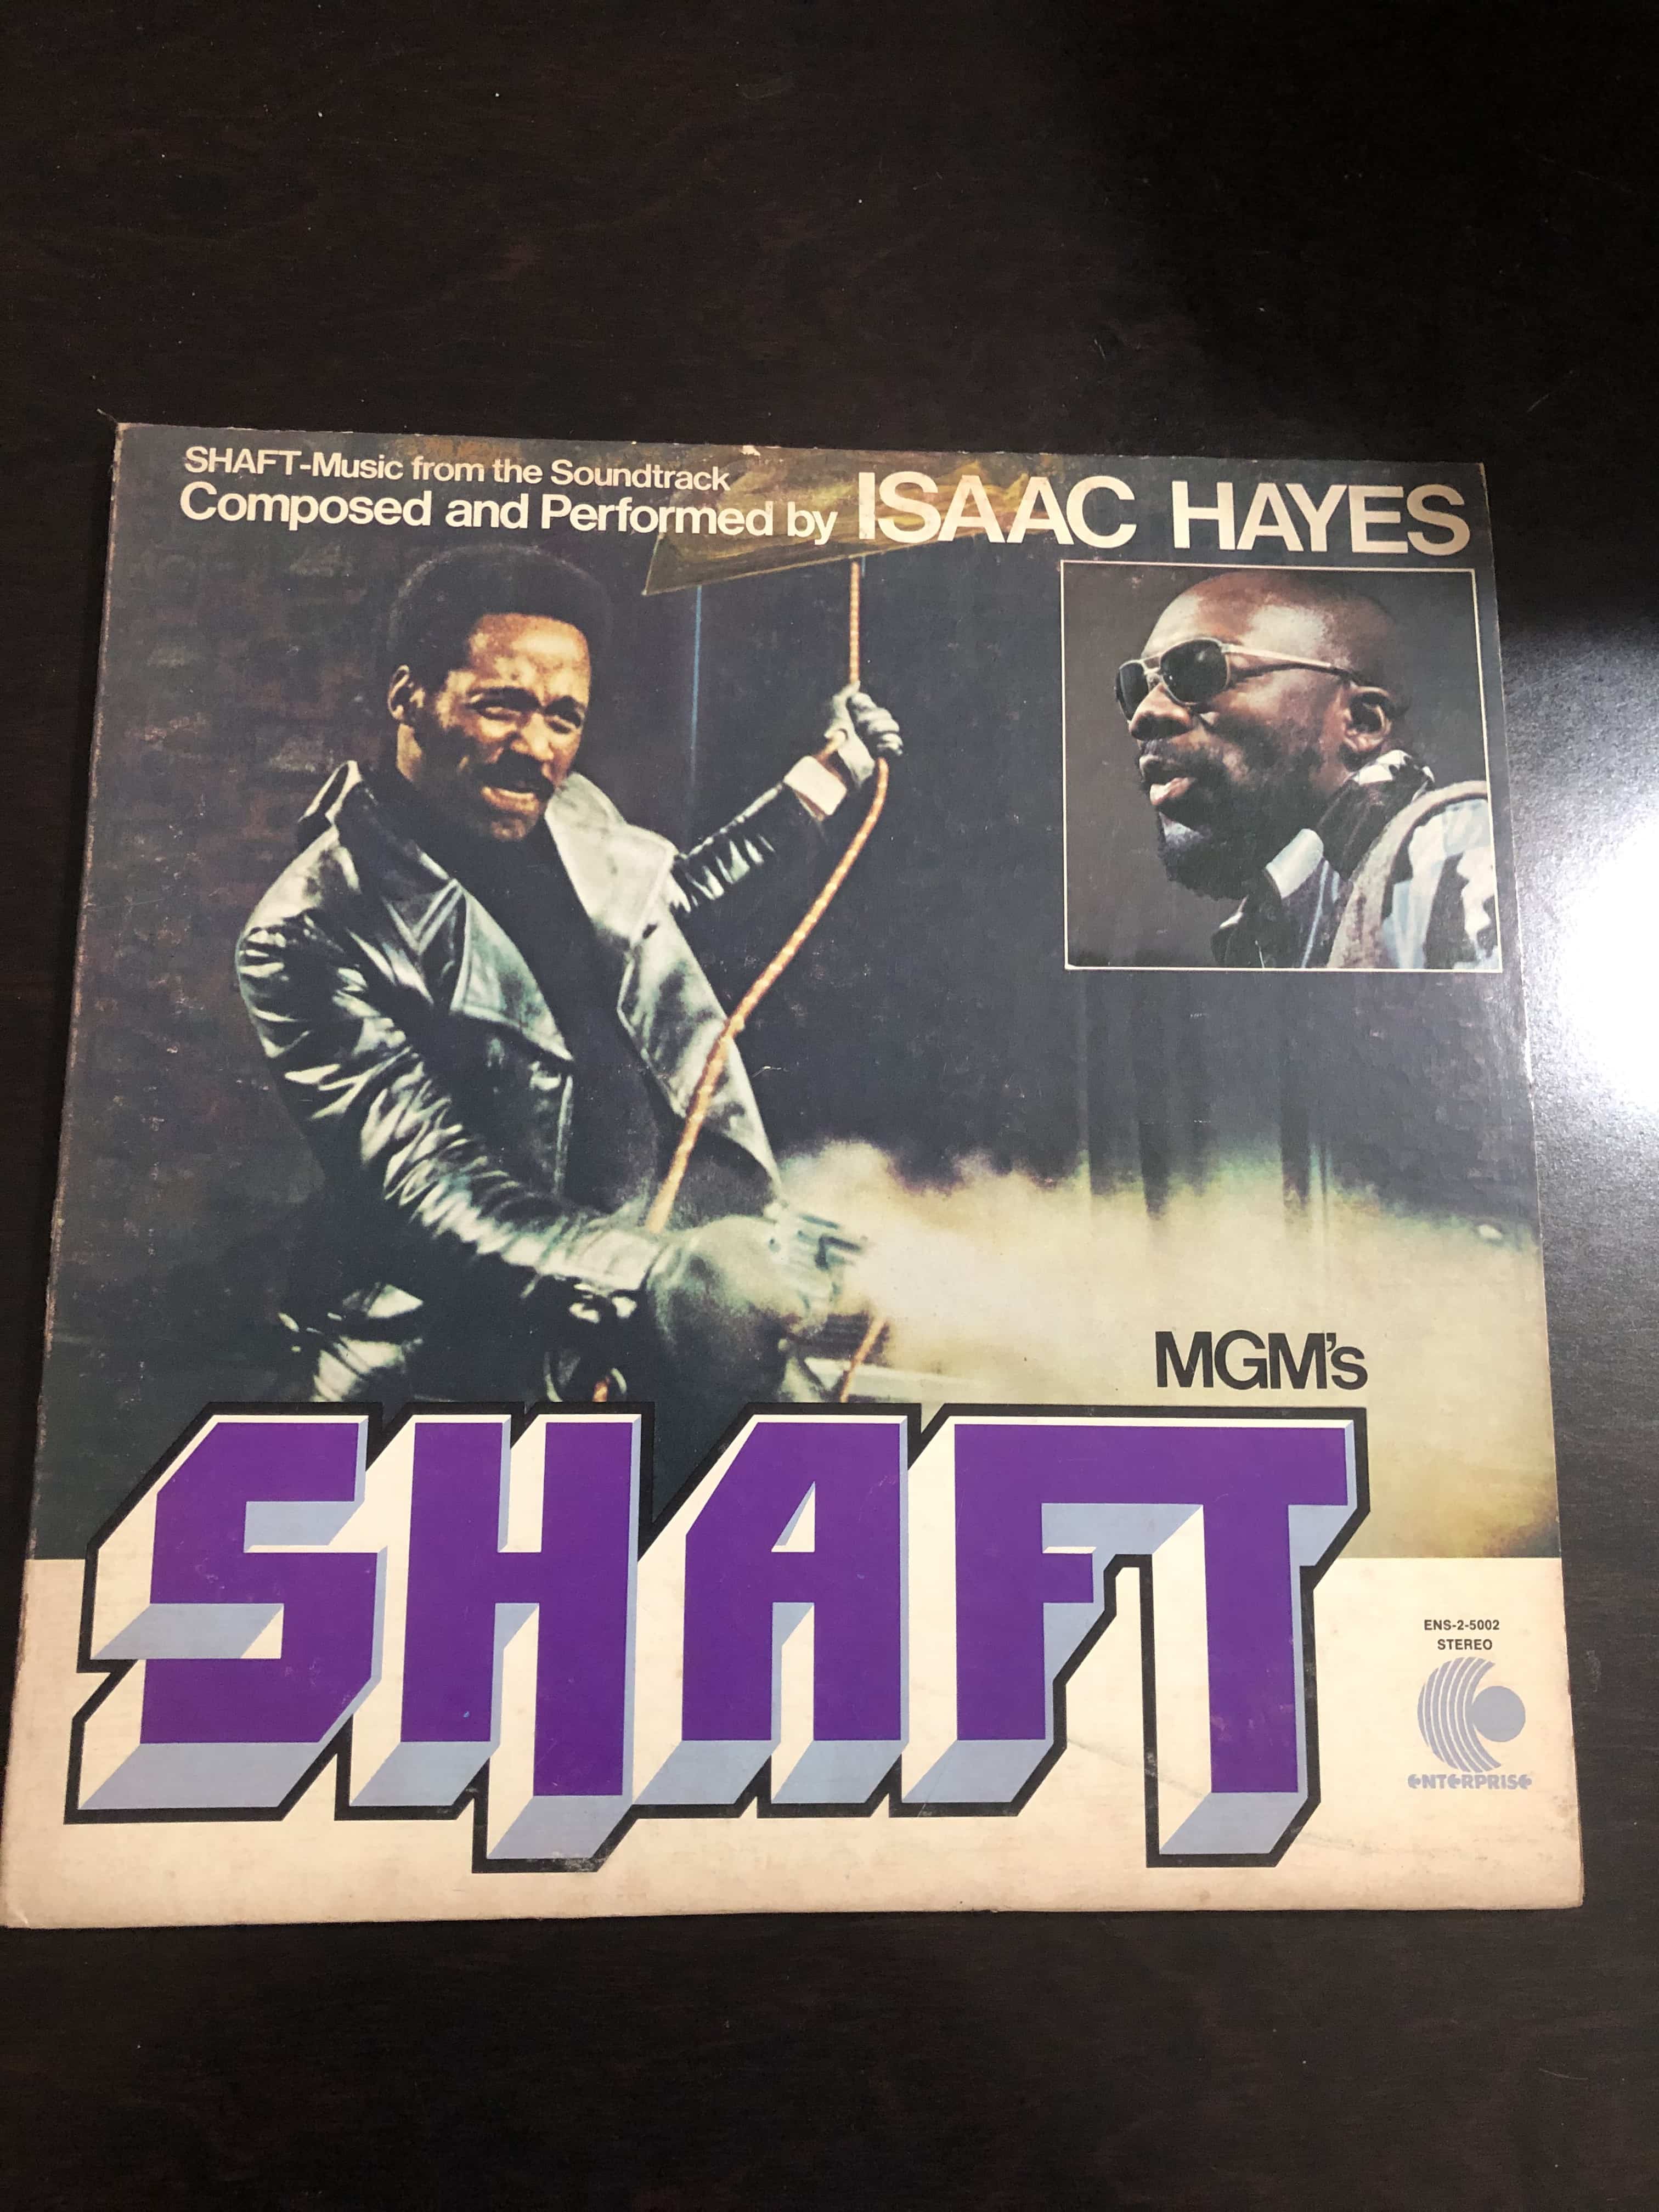 SHAFT-Music from the Soundtrack
Composed and Performed by ISAAC HAYES
MGM's
SHAFT
ENS-2-5002
STEREO
ENTERPRISE